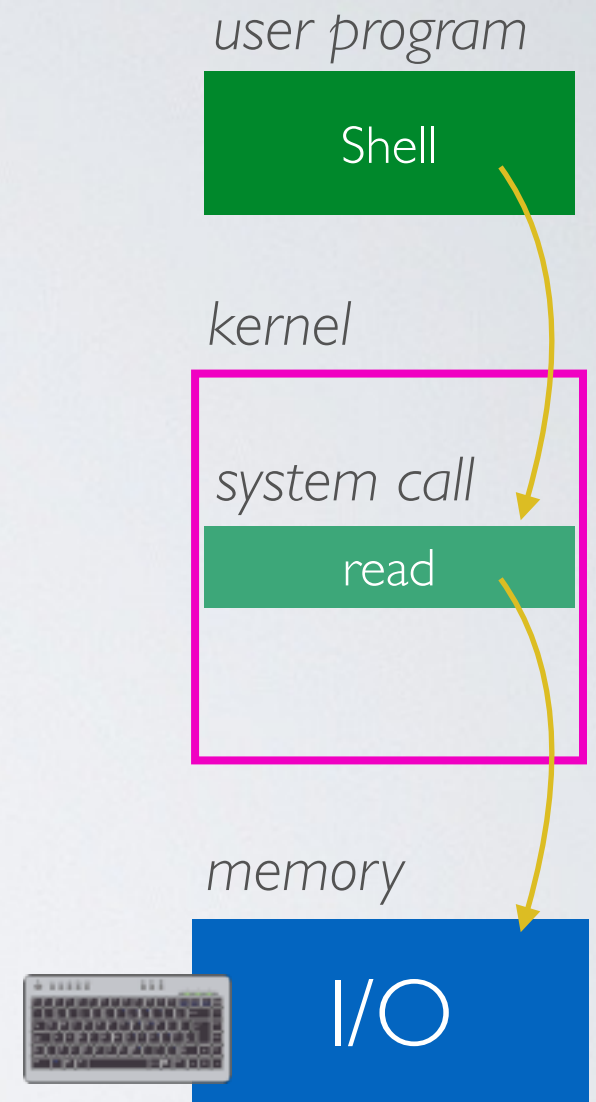 user program
Shell
kernel
system call
read
memory
I/O